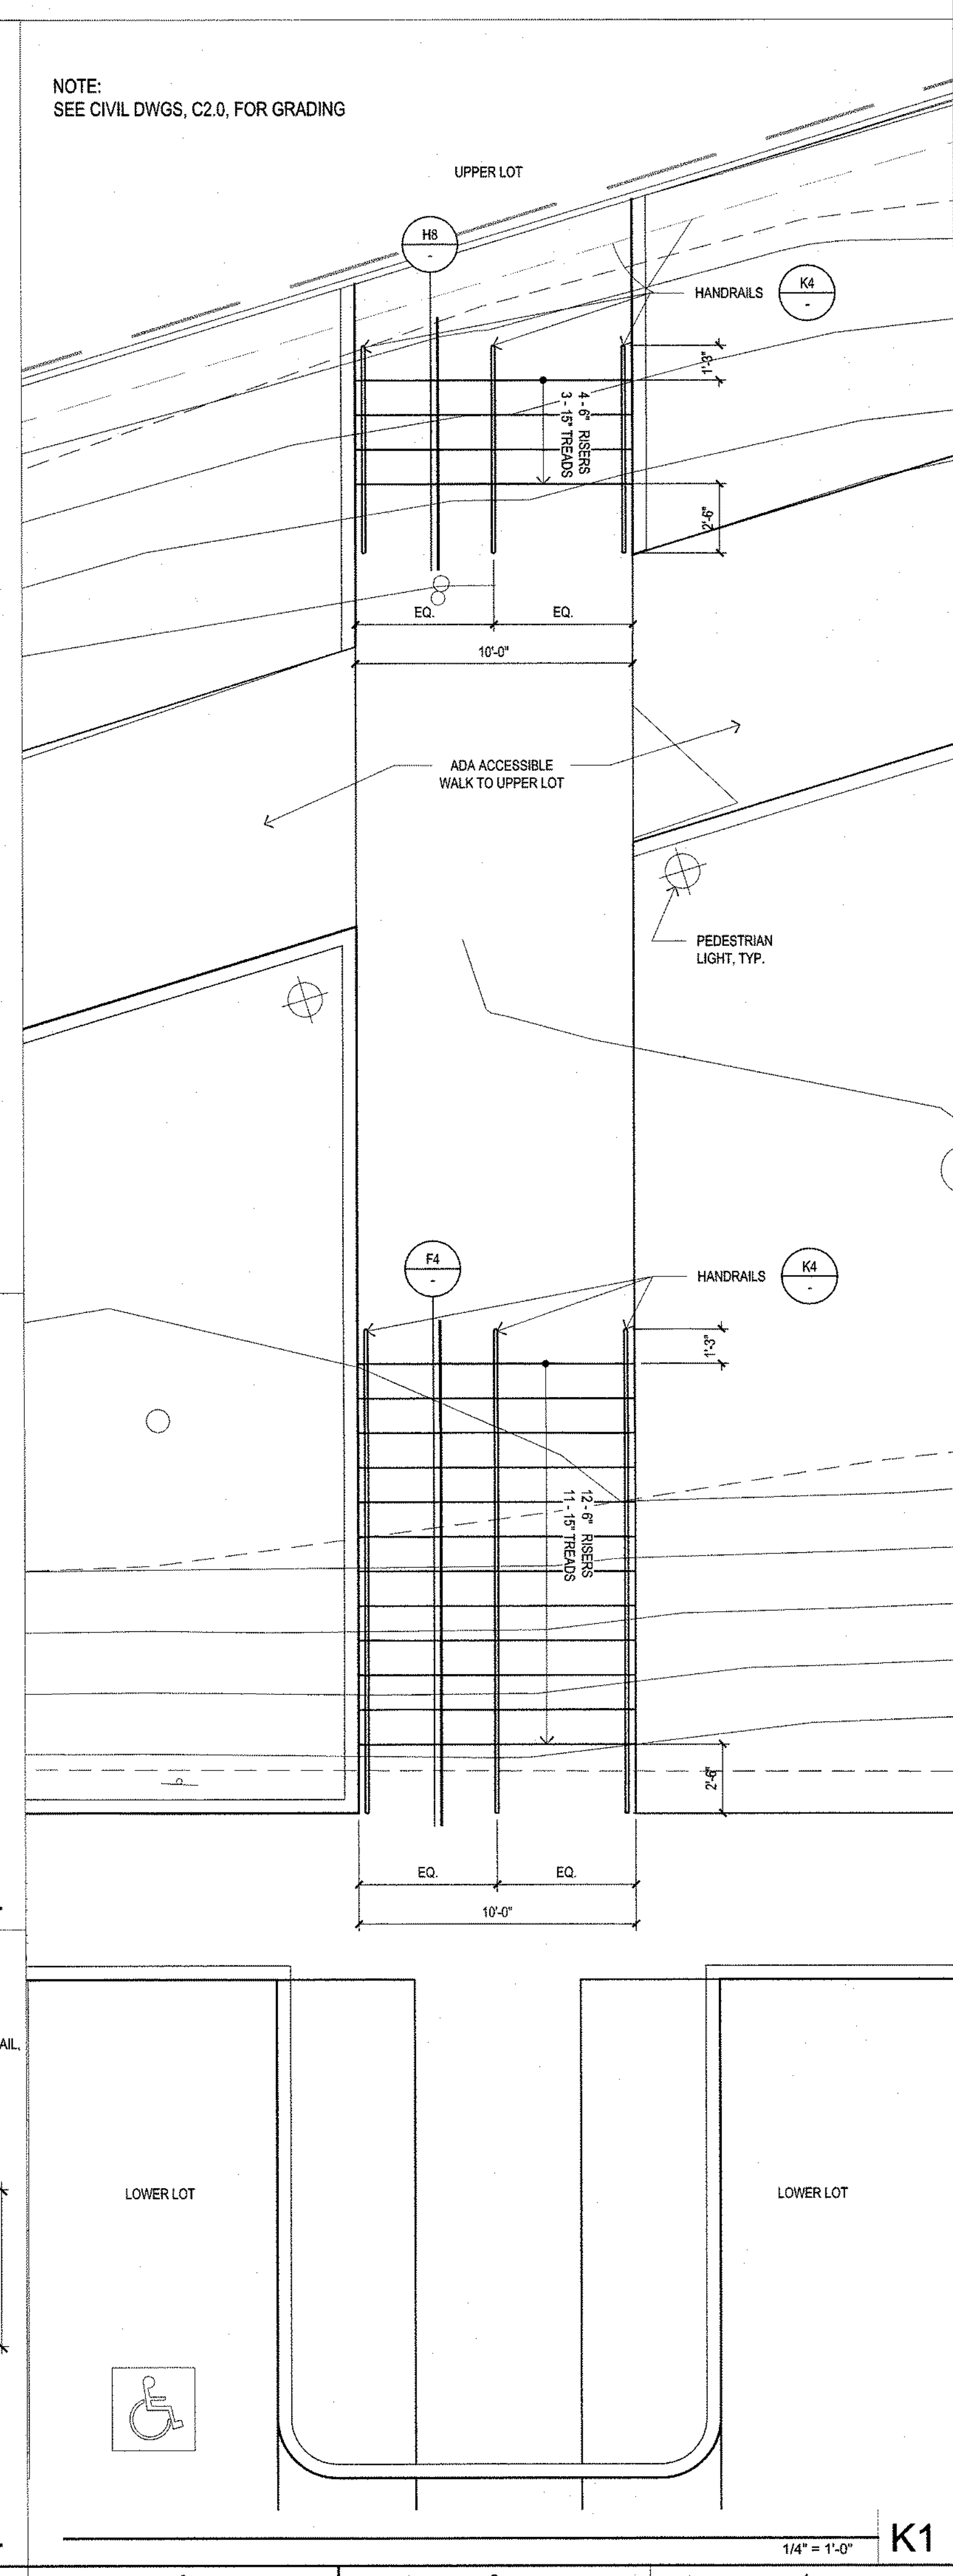 NOTE:
SEE CIVIL DWGS, C2.0, FOR GRADING
UPPER LOT
H8
-
HANDRAILS
K4
-
1'-3"
4 - 6" RISERS
3 - 15" TREADS
2'-6"
EQ.
EQ.
10'-0"
ADA ACCESSIBLE
WALK TO UPPER LOT
PEDESTRIAN
LIGHT, TYP.
F4
-
HANDRAILS
K4
-
1'-3"
12 - 6" RISERS
11 - 15" TREADS
2'-6"
EQ.
EQ.
10'-0"
AIL,
LOWER LOT
LOWER LOT
1/4" = 1'-0"
K1